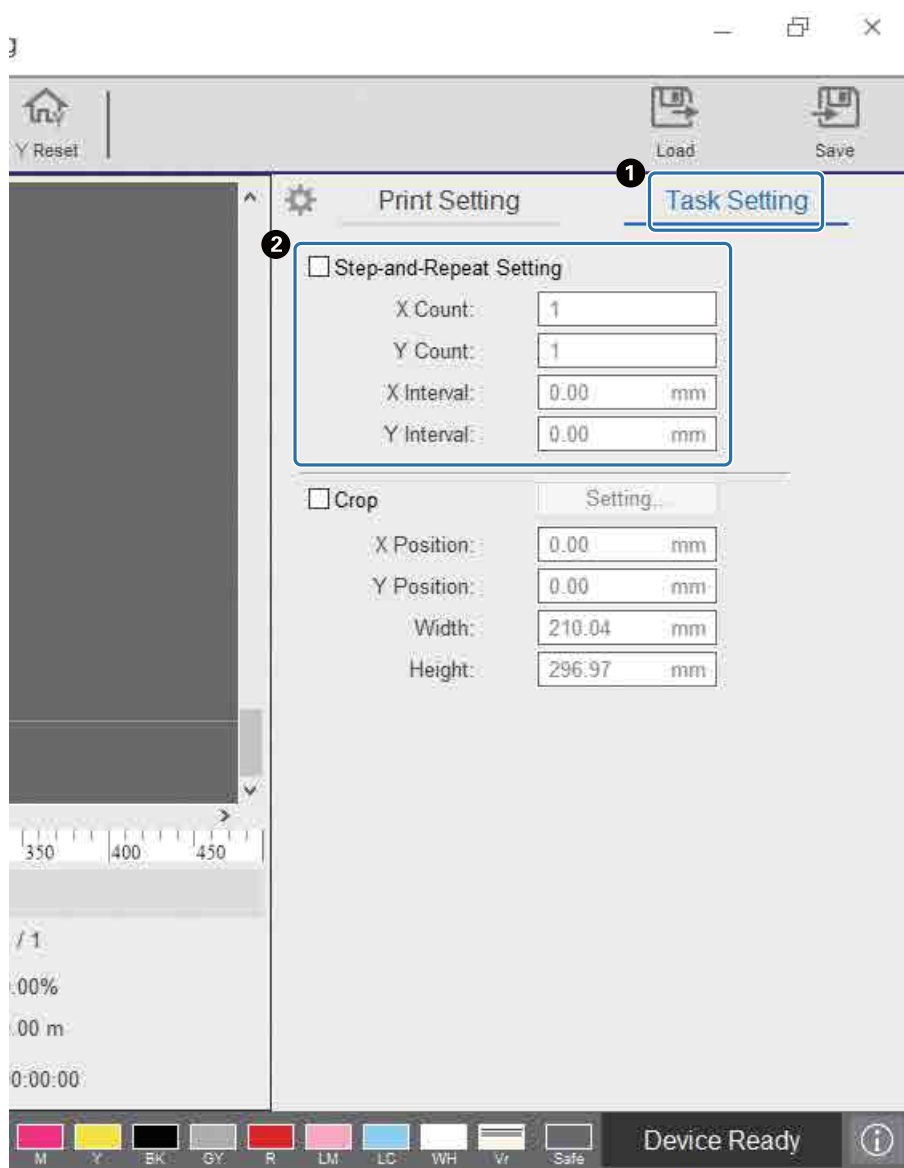 g
Y Reset
Load
Save
1
Print Setting
Task Setting
2
Step-and-Repeat Setting
X Count: 1
Y Count: 1
X Interval: 0.00 mm
Y Interval: 0.00 mm
Crop
Setting...
X Position: 0.00 mm
Y Position: 0.00 mm
Width: 210.04 mm
Height: 296.97 mm
350 400 450
/ 1
.00%
.00 m
0:00:00
M Y BK GY R LM LC WH Vr Safe
Device Ready